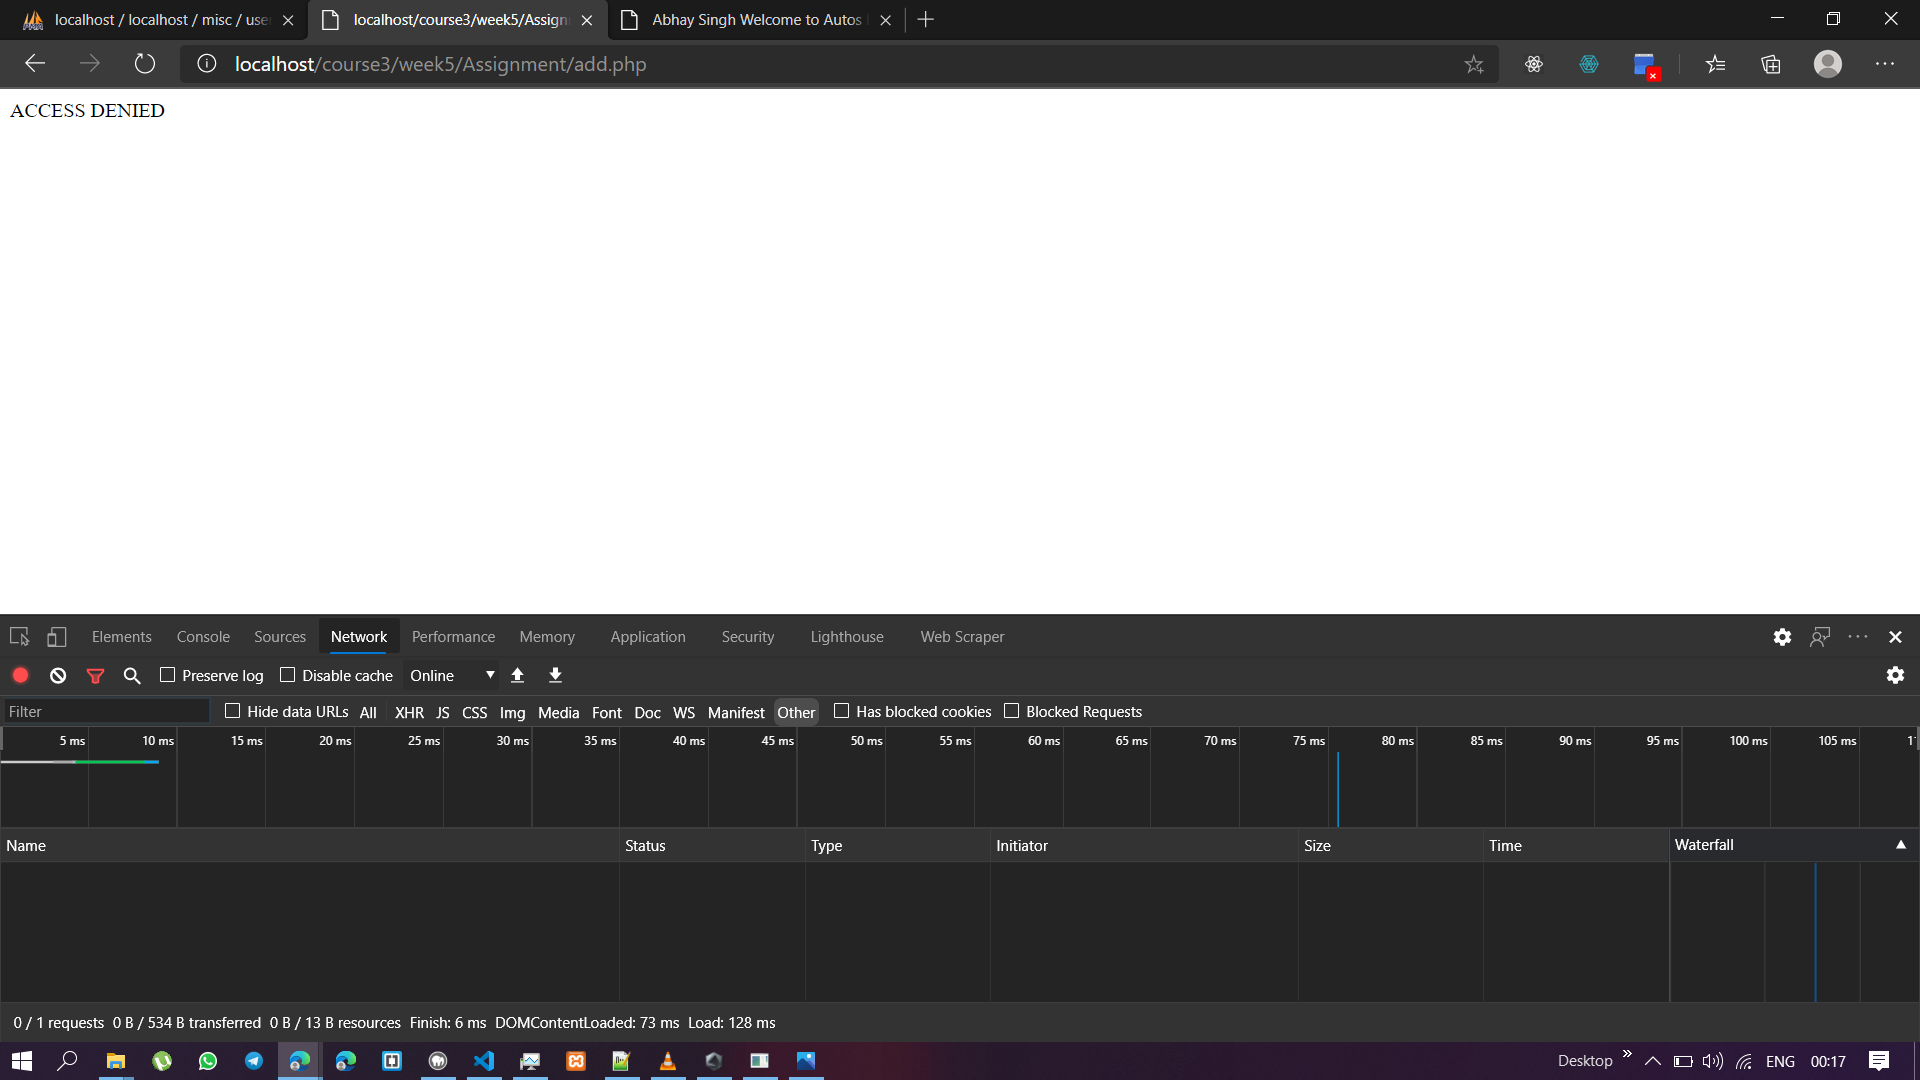 localhost / localhost / misc / use
localhost/course3/week5/Assign
Abhay Singh Welcome to Autos
localhost/course3/week5/Assignment/add.php
ACCESS DENIED
Elements Console Sources Network Performance Memory Application Security Lighthouse Web Scraper
Preserve log Disable cache Online
Filter Hide data URLs All XHR JS CSS Img Media Font Doc WS Manifest Other Has blocked cookies Blocked Requests
5 ms 10 ms 15 ms 20 ms 25 ms 30 ms 35 ms 40 ms 45 ms 50 ms 55 ms 60 ms 65 ms 70 ms 75 ms 80 ms 85 ms 90 ms 95 ms 100 ms 105 ms
Name Status Type Initiator Size Time Waterfall
0 / 1 requests 0 B / 534 B transferred 0 B / 13 B resources Finish: 6 ms DOMContentLoaded: 73 ms Load: 128 ms
Desktop ENG 00:17